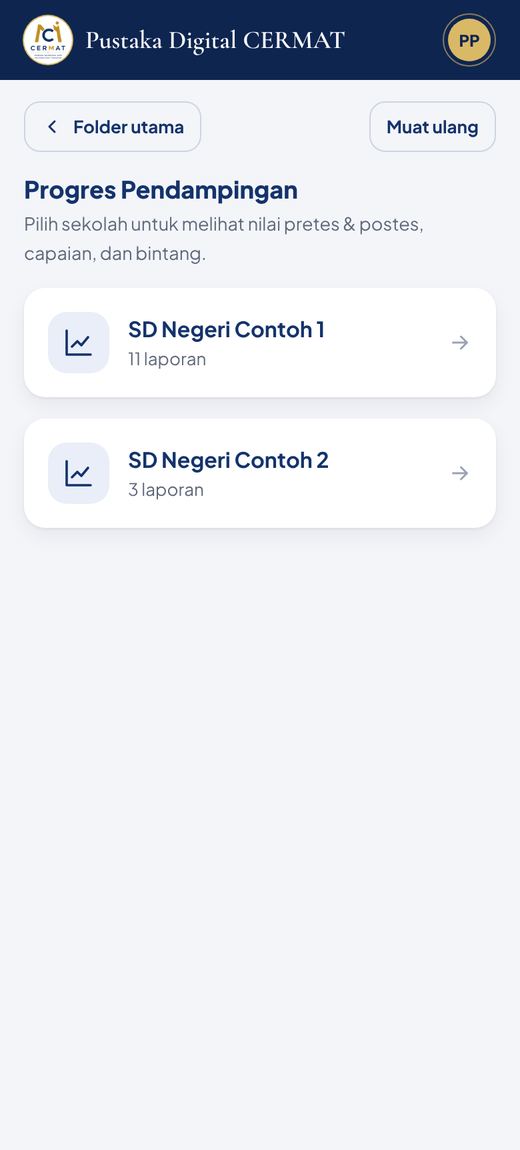 CERMAT
Pustaka Digital CERMAT
PP
Folder utama
Muat ulang
Progres Pendampingan
Pilih sekolah untuk melihat nilai pretes & postes,
capaian, dan bintang.
SD Negeri Contoh 1
11 laporan
SD Negeri Contoh 2
3 laporan